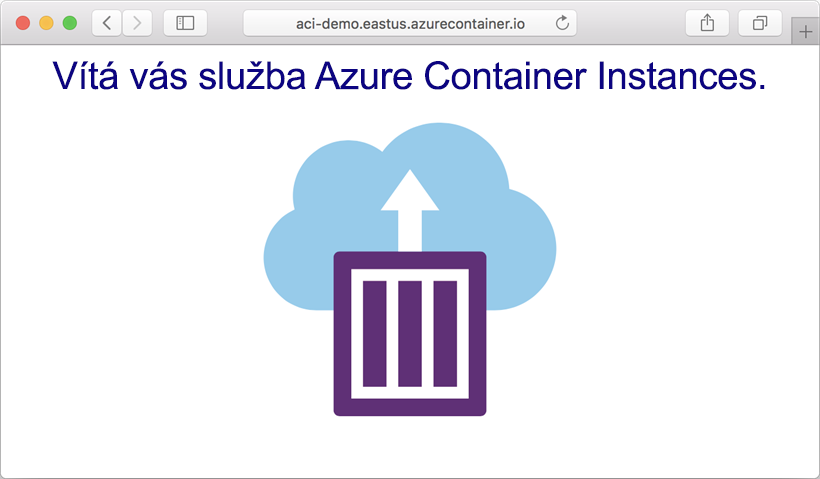 aci-demo.eastus.azurecontainer.io
Vítá vás služba Azure Container Instances.